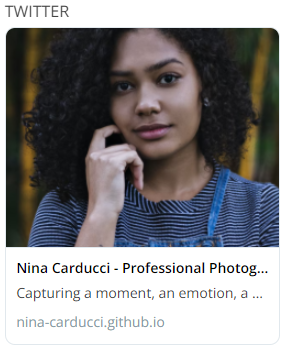 TWITTER
Nina Carducci - Professional Photog...
Capturing a moment, an emotion, a ...
nina-carducci.github.io